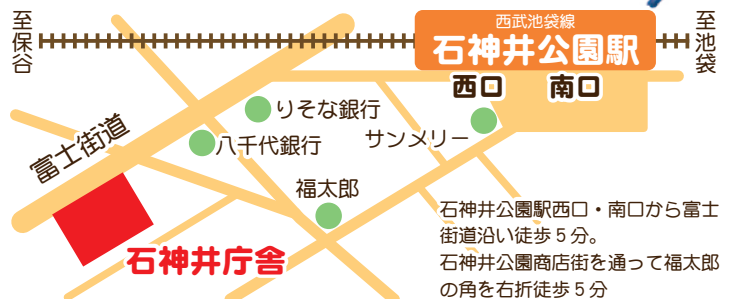 至保谷
西武池袋線
石神井公園駅
至池袋
西口
南口
りそな銀行
八千代銀行
サンメリー
富士街道
福太郎
石神井庁舎
石神井公園駅西口・南口から富士
街道沿い徒歩5分。
石神井公園商店街を通って福太郎
の角を右折徒歩5分